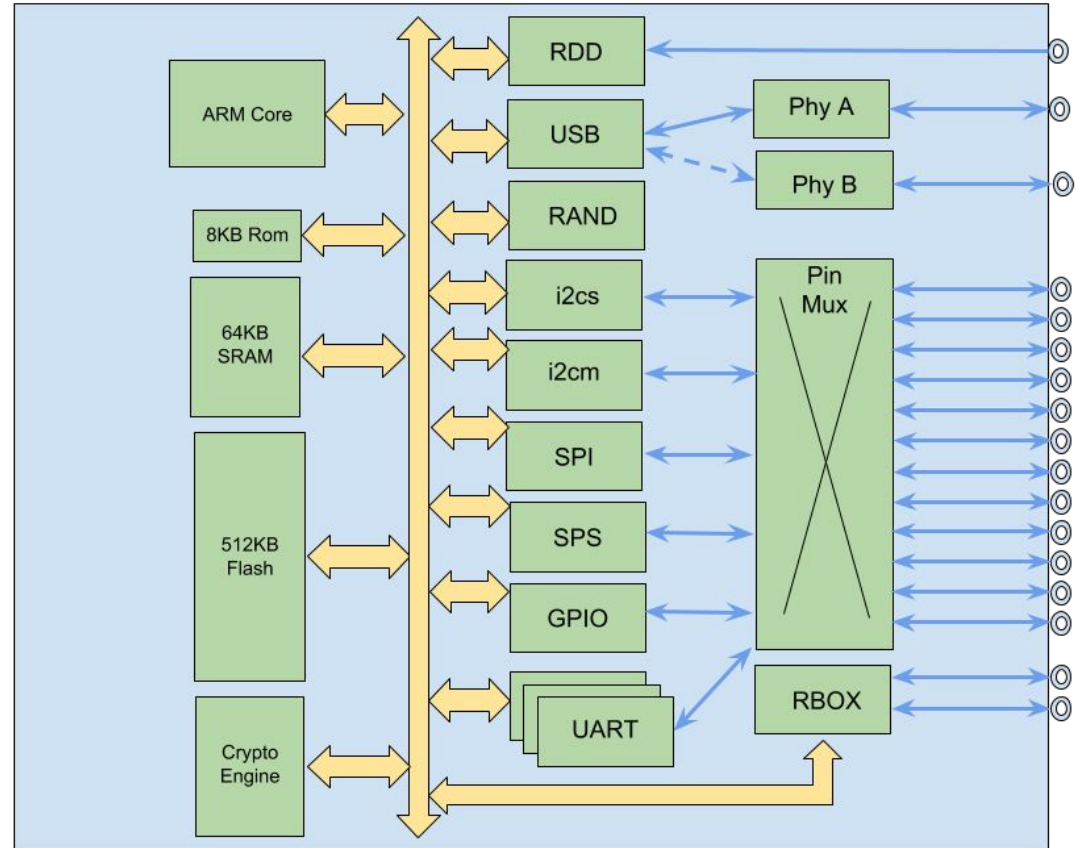 ARM Core
8KB Rom
64KB
SRAM
512KB
Flash
Crypto
Engine
RDD
USB
RAND
i2cs
i2cm
SPI
SPS
GPIO
UART
Phy A
Phy B
Pin
Mux
RBOX